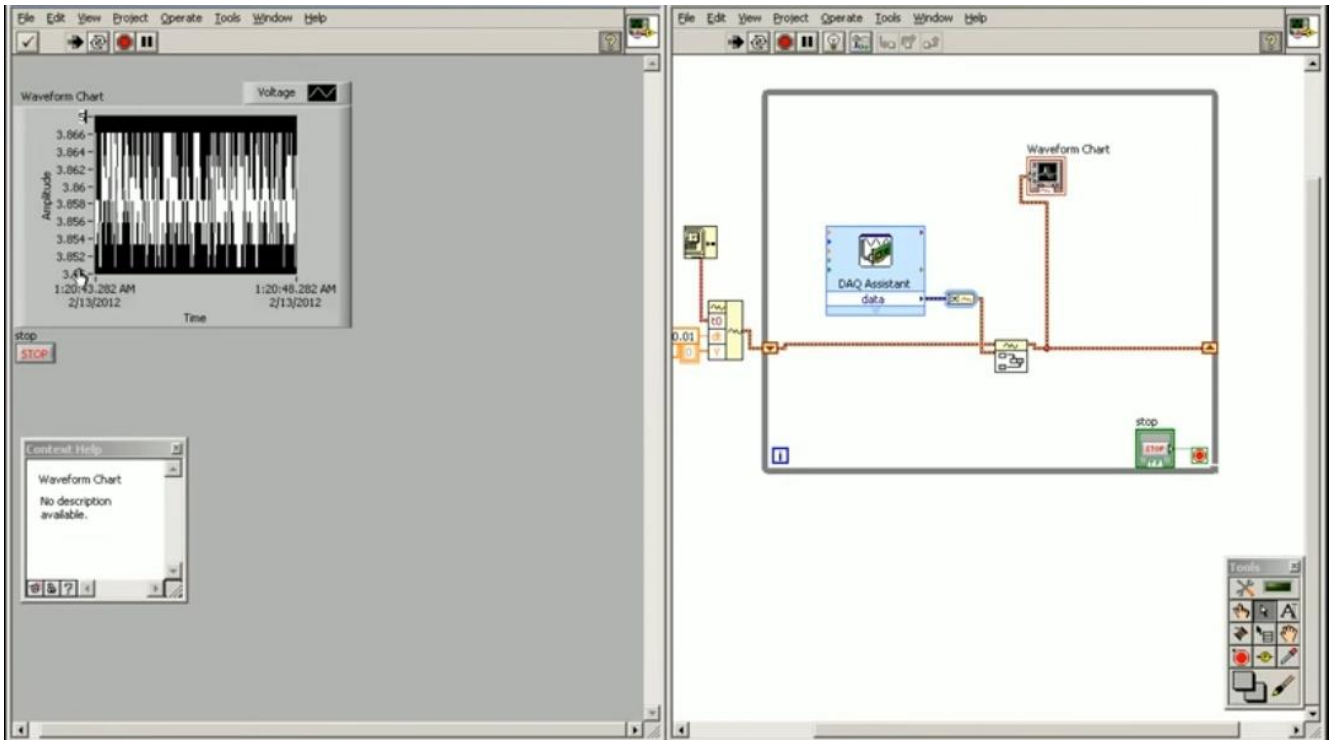 File Edit View Project Operate Tools Window Help
Waveform Chart
Voltage
5
3.866
3.864
3.862
3.86
3.858
3.856
3.854
3.852
Amplitude
1:20:43.282 AM
2/13/2012
1:20:48.282 AM
2/13/2012
Time
stop
STOP
Context Help
Waveform Chart
No description
available.
?
File Edit View Project Operate Tools Window Help
Waveform Chart
DAQ Assistant
data
t0
dt
Y
0.01
0
stop
STOP
i
Tools
A